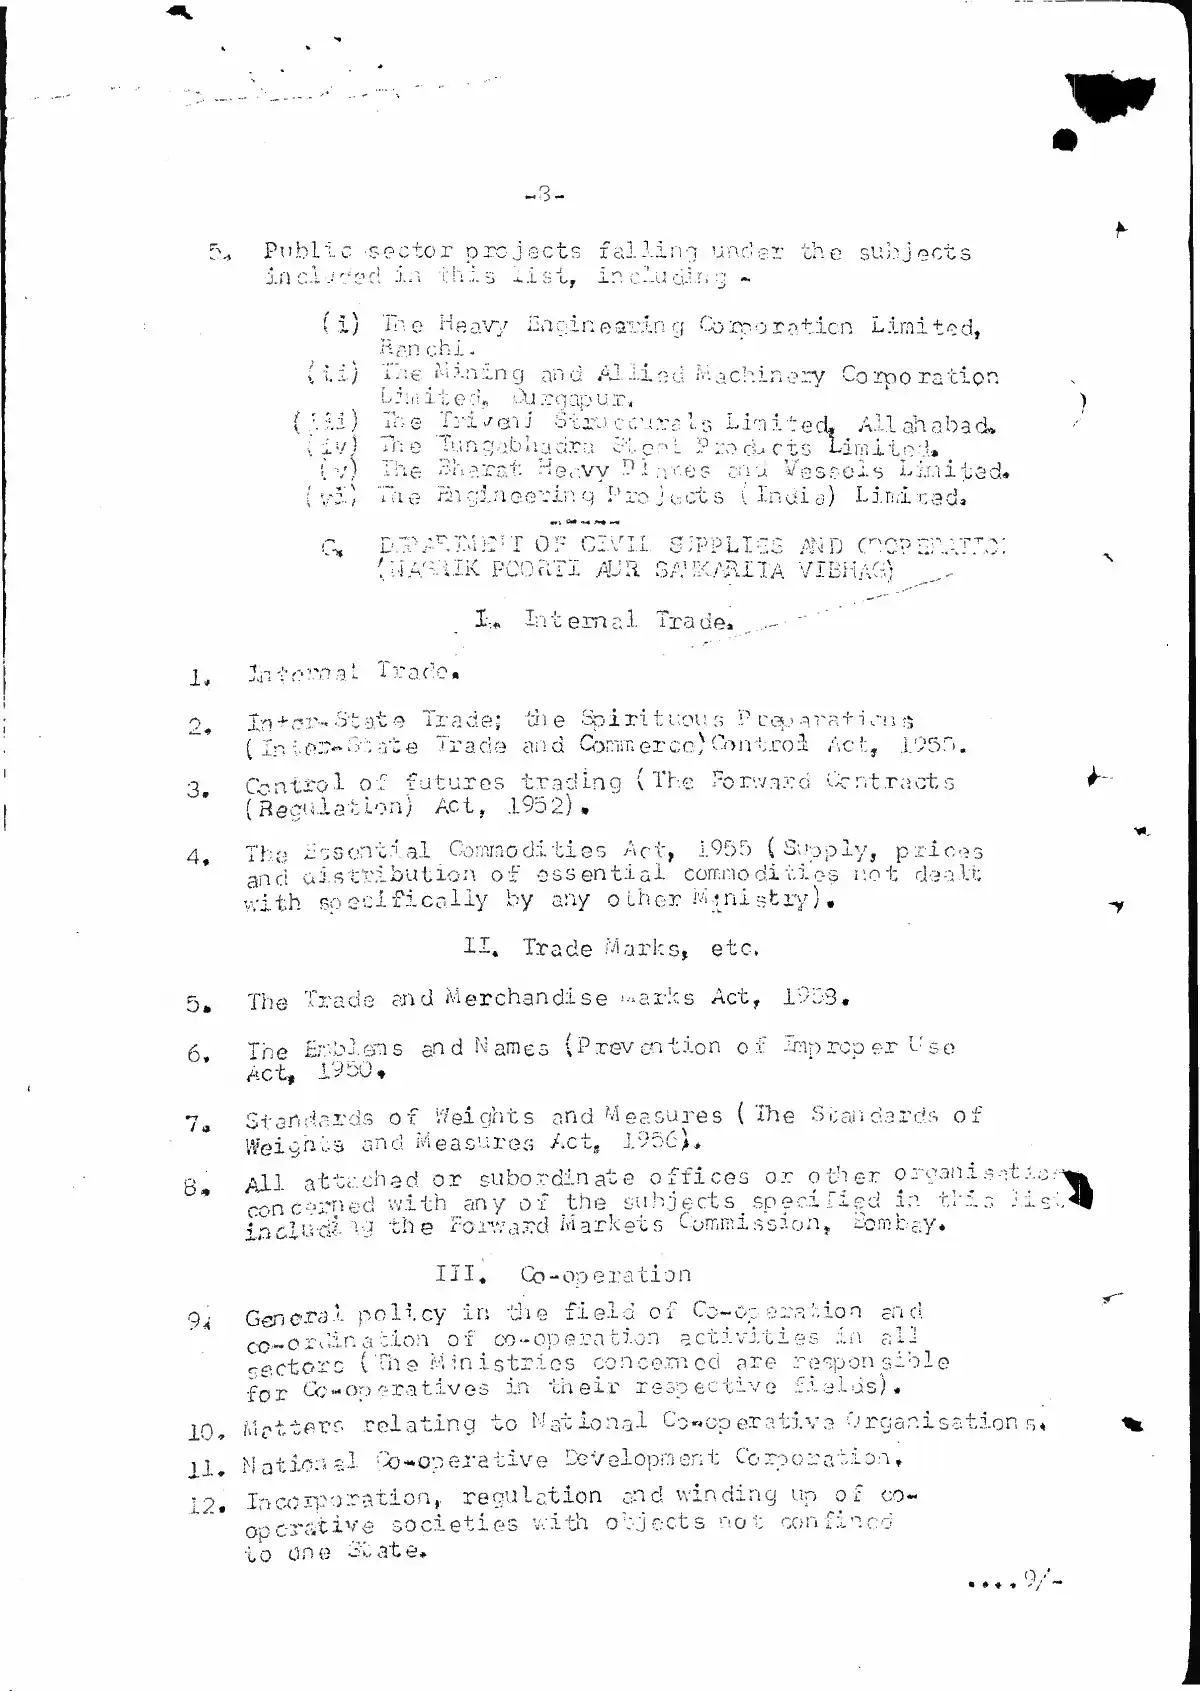 -8-
5. Public sector projects falling under the subjects
included in this list, including -
(i) The Heavy Engineering Corporation Limited,
Ranchi.
(ii) The Mining and Allied Machinery Corporation
Limited, Durgapur.
(iii) The Triveni Structurals Limited, Allahabad.
(iv) The Tungabhadra Steel Products Limited.
(v) The Bharat Heavy Plates and Vessels Limited.
(vi) The Engineering Projects (India) Limited.
C. DEPARTMENT OF CIVIL SUPPLIES AND COOPERATION
(NAGRIK POORTI AUR SAHKARITA VIBHAG)
I. Internal Trade.
1. Internal Trade.
2. Inter-State Trade; the Spirituous Preparations
(Inter-State Trade and Commerce)Control Act, 1955.
3. Control of futures trading (The Forward Contracts
(Regulation) Act, 1952).
4. The Essential Commodities Act, 1955 (Supply, prices
and distribution of essential commodities not dealt
with specifically by any other Ministry).
II. Trade Marks, etc.
5. The Trade and Merchandise Marks Act, 1958.
6. The Emblems and Names (Prevention of Improper Use
Act, 1950.
7. Standards of Weights and Measures (The Standards of
Weights and Measures Act, 1956).
8. All attached or subordinate offices or other organisation
concerned with any of the subjects specified in this list
including the Forward Markets Commission, Bombay.
III. Co-operation
9. General policy in the field of Co-operation and
co-ordination of co-operation activities in all
sectors (The Ministries concerned are responsible
for Co-operatives in their respective fields).
10. Matters relating to National Co-operative Organisations.
11. National Co-operative Development Corporation.
12. Incorporation, regulation and winding up of co-
operative societies with objects not confined
to one State.
....9/-